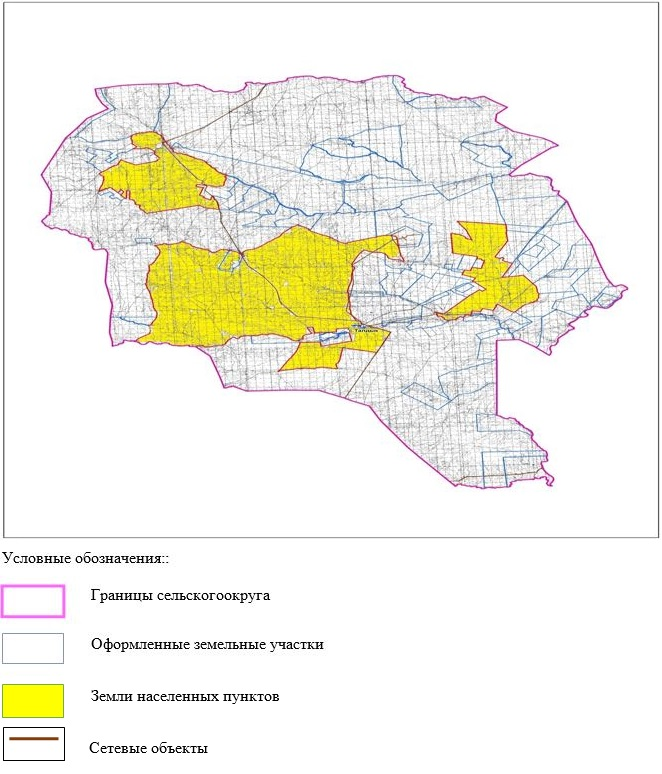 Условные обозначения::
Границы сельскогоокруга
Оформленные земельные участки
Земли населенных пунктов
Сетевые объекты